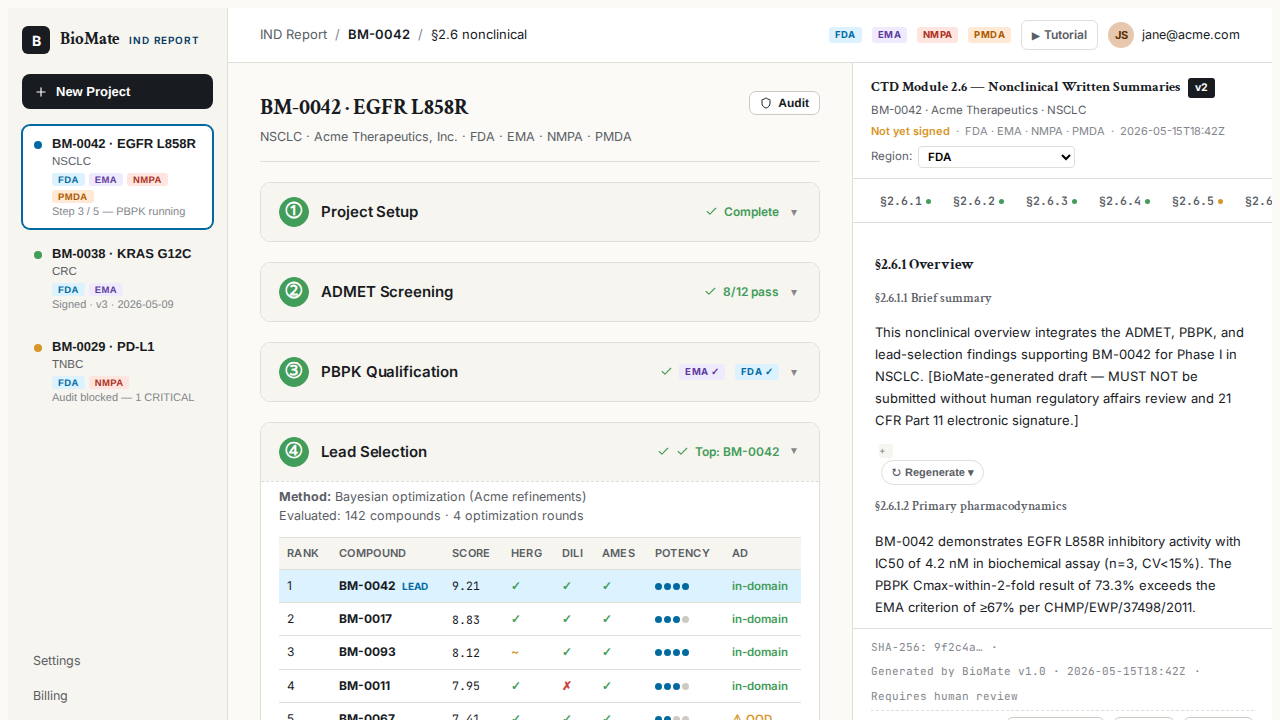 B BioMate IND REPORT
+ New Project
BM-0042 · EGFR L858R
NSCLC
FDA EMA NMPA
PMDA
Step 3 / 5 — PBPK running
BM-0038 · KRAS G12C
CRC
FDA EMA
Signed · v3 · 2026-05-09
BM-0029 · PD-L1
TNBC
FDA NMPA
Audit blocked — 1 CRITICAL
Settings
Billing
IND Report / BM-0042 / §2.6 nonclinical
FDA EMA NMPA PMDA ▶ Tutorial JS jane@acme.com
BM-0042 · EGFR L858R
Audit
NSCLC · Acme Therapeutics, Inc. · FDA · EMA · NMPA · PMDA
① Project Setup ✓ Complete ▼
② ADMET Screening ✓ 8/12 pass ▼
③ PBPK Qualification ✓ EMA ✓ FDA ✓ ▼
④ Lead Selection ✓ ✓ Top: BM-0042 ▼
Method: Bayesian optimization (Acme refinements)
Evaluated: 142 compounds · 4 optimization rounds
RANK COMPOUND SCORE HERG DILI AMES POTENCY AD
1 BM-0042 LEAD 9.21 ✓ ✓ ✓ ●●●● in-domain
2 BM-0017 8.83 ✓ ✓ ✓ ●●●● in-domain
3 BM-0093 8.12 ~ ✓ ✓ ●●●● in-domain
4 BM-0011 7.95 ✓ ✗ ✓ ●●●● in-domain
5 BM-0067 7.41 ✓ ✓ ✓ ●●●● ⚠ OOD
CTD Module 2.6 — Nonclinical Written Summaries v2
BM-0042 · Acme Therapeutics · NSCLC
Not yet signed · FDA · EMA · NMPA · PMDA · 2026-05-15T18:42Z
Region: FDA
§2.6.1 ● §2.6.2 ● §2.6.3 ● §2.6.4 ● §2.6.5 ● §2.6
§2.6.1 Overview
§2.6.1.1 Brief summary
This nonclinical overview integrates the ADMET, PBPK, and
lead-selection findings supporting BM-0042 for Phase I in
NSCLC. [BioMate-generated draft — MUST NOT be
submitted without human regulatory affairs review and 21
CFR Part 11 electronic signature.]
+
↻ Regenerate ▾
§2.6.1.2 Primary pharmacodynamics
BM-0042 demonstrates EGFR L858R inhibitory activity with
IC50 of 4.2 nM in biochemical assay (n=3, CV<15%). The
PBPK Cmax-within-2-fold result of 73.3% exceeds the
EMA criterion of ≥67% per CHMP/EWP/37498/2011.
SHA-256: 9f2c4a… ·
Generated by BioMate v1.0 · 2026-05-15T18:42Z ·
Requires human review